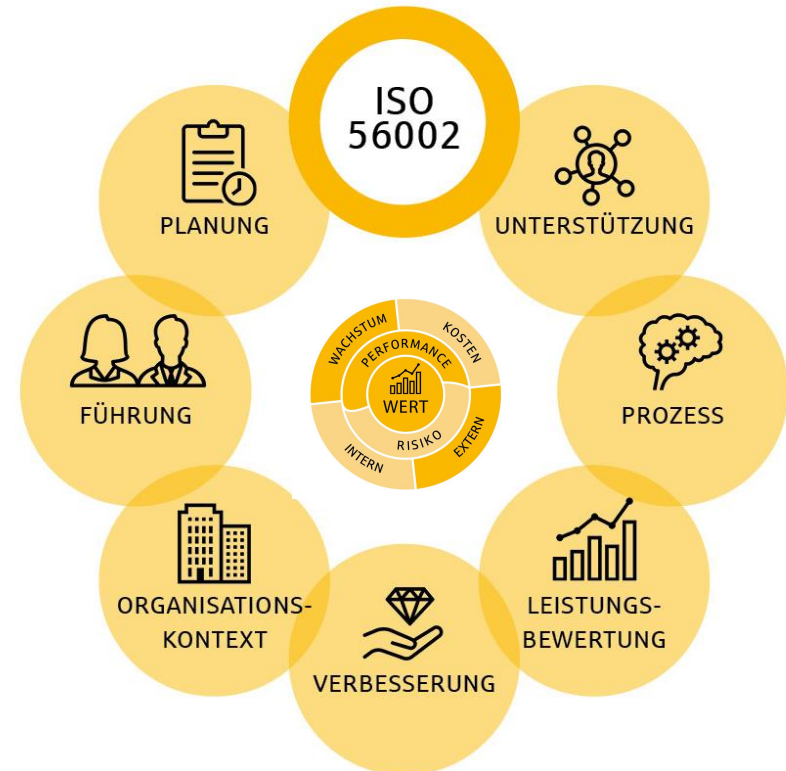 ISO
56002
PLANUNG
UNTERSTÜTZUNG
FÜHRUNG
WACHSTUM
KOSTEN
PERFORMANCE
WERT
RISIKO
INTERN
EXTERN
PROZESS
ORGANISATIONS-
KONTEXT
LEISTUNGS-
BEWERTUNG
VERBESSERUNG